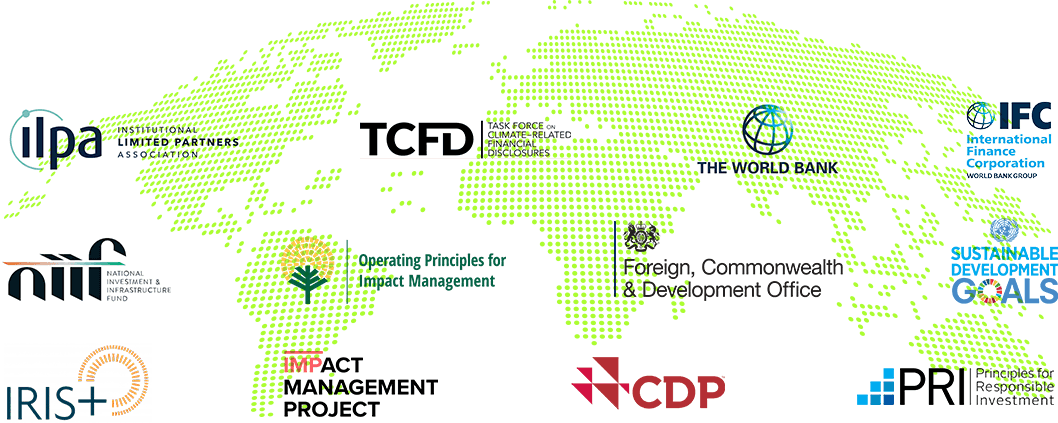 ilpa
INSTITUTIONAL
LIMITED PARTNERS
ASSOCIATION
TCFD
TASK FORCE ON
CLIMATE-RELATED
FINANCIAL
DISCLOSURES
THE WORLD BANK
IFC
International
Finance
Corporation
WORLD BANK GROUP
niif
NATIONAL
INVESTMENT &
INFRASTRUCTURE
FUND
Operating Principles for
Impact Management
Foreign, Commonwealth
& Development Office
SUSTAINABLE
DEVELOPMENT
GOALS
IRIS+
IMPACT
MANAGEMENT
PROJECT
CDP
PRI
Principles for
Responsible
Investment